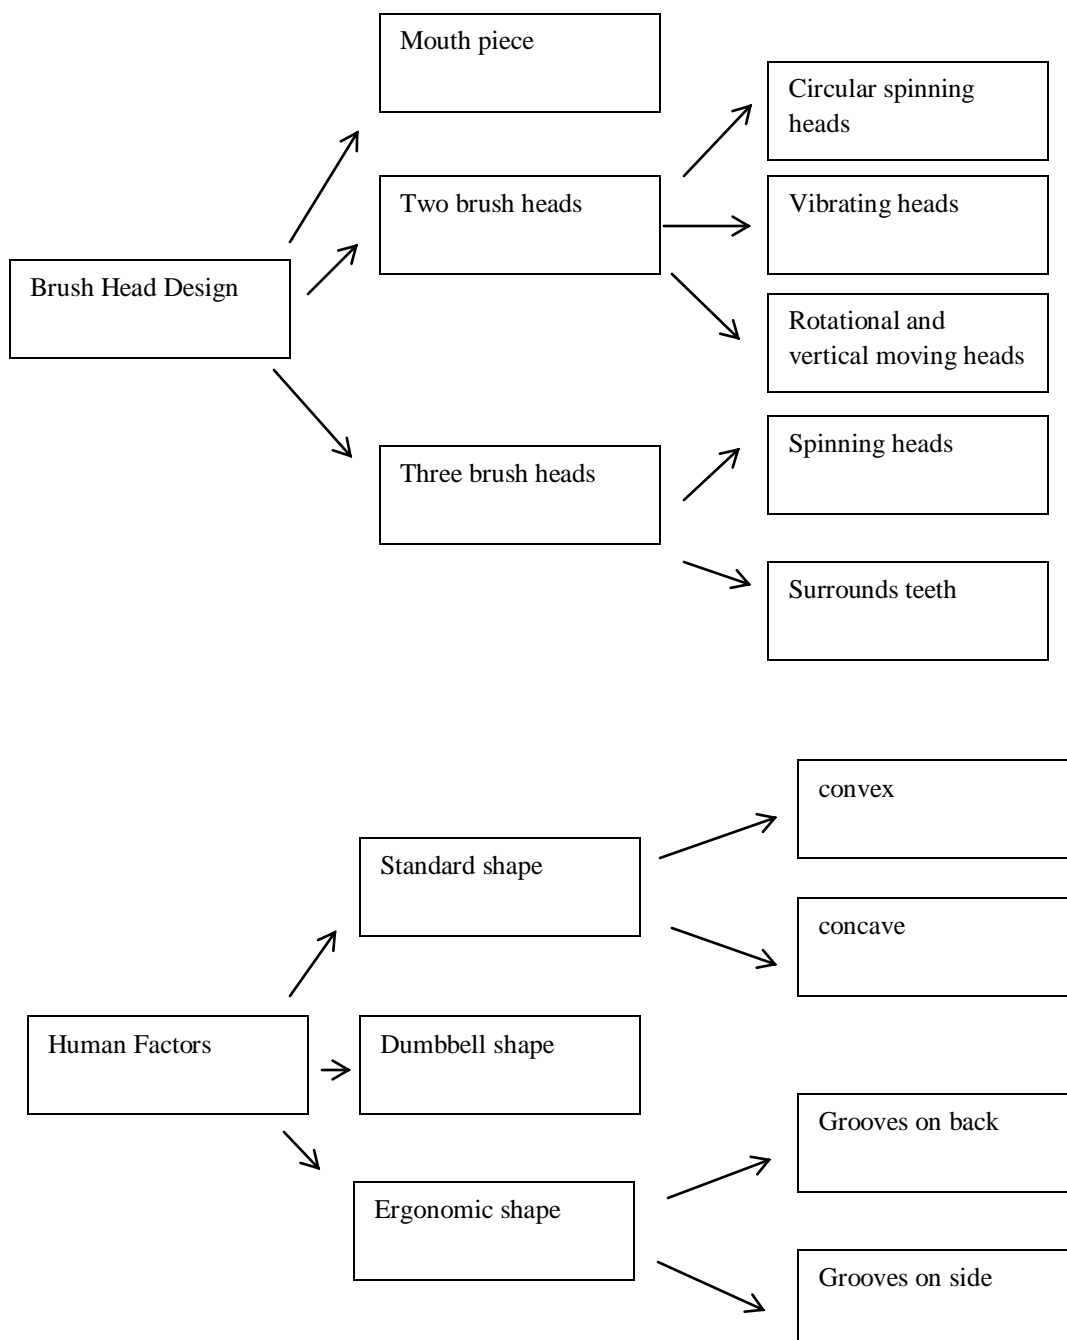 Mouth piece
Circular spinning
heads
Two brush heads
Vibrating heads
Brush Head Design
Rotational and
vertical moving heads
Three brush heads
Spinning heads
Surrounds teeth
convex
Standard shape
concave
Human Factors
Dumbbell shape
Grooves on back
Ergonomic shape
Grooves on side